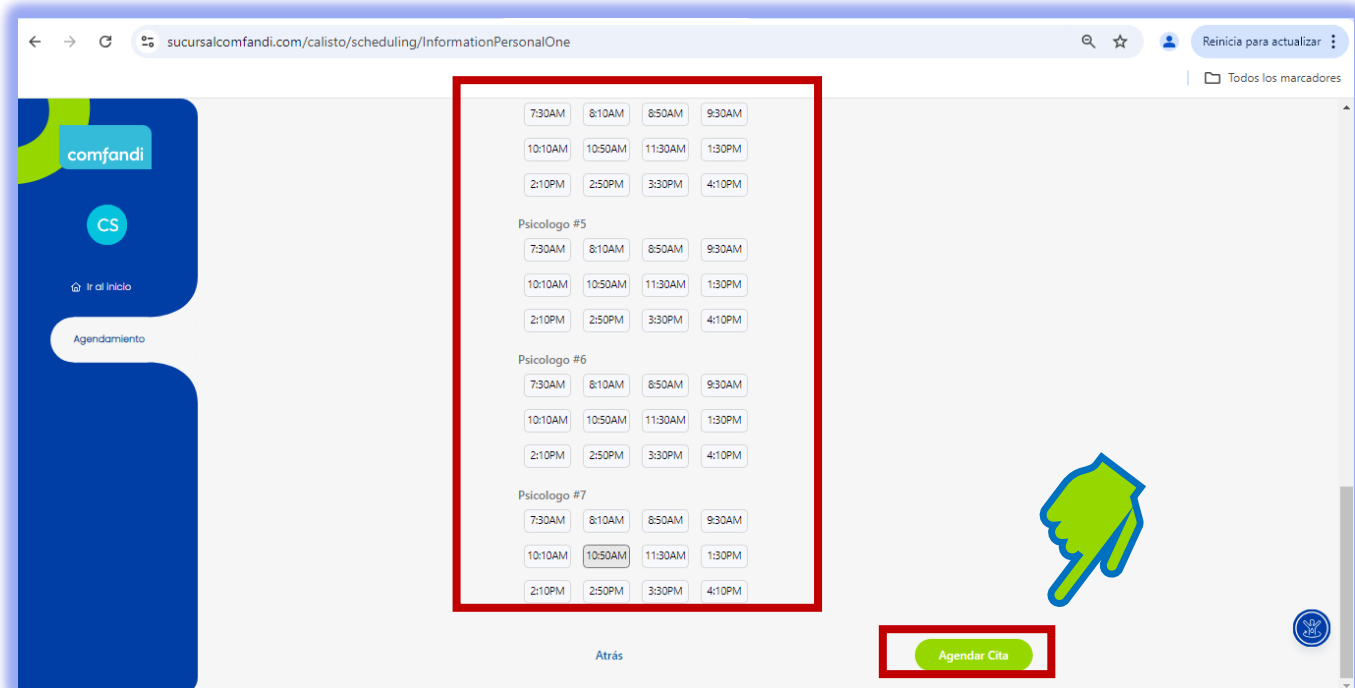 sucursalcomfandi.com/calisto/scheduling/InformationPersonalOne
Reinicia para actualizar
Todos los marcadores
comfandi
CS
Ir al inicio
Agendamiento
7:30AM 8:10AM 8:50AM 9:30AM
10:10AM 10:50AM 11:30AM 1:30PM
2:10PM 2:50PM 3:30PM 4:10PM
Psicologo #5
7:30AM 8:10AM 8:50AM 9:30AM
10:10AM 10:50AM 11:30AM 1:30PM
2:10PM 2:50PM 3:30PM 4:10PM
Psicologo #6
7:30AM 8:10AM 8:50AM 9:30AM
10:10AM 10:50AM 11:30AM 1:30PM
2:10PM 2:50PM 3:30PM 4:10PM
Psicologo #7
7:30AM 8:10AM 8:50AM 9:30AM
10:10AM 10:50AM 11:30AM 1:30PM
2:10PM 2:50PM 3:30PM 4:10PM
Atrás
Agendar Cita